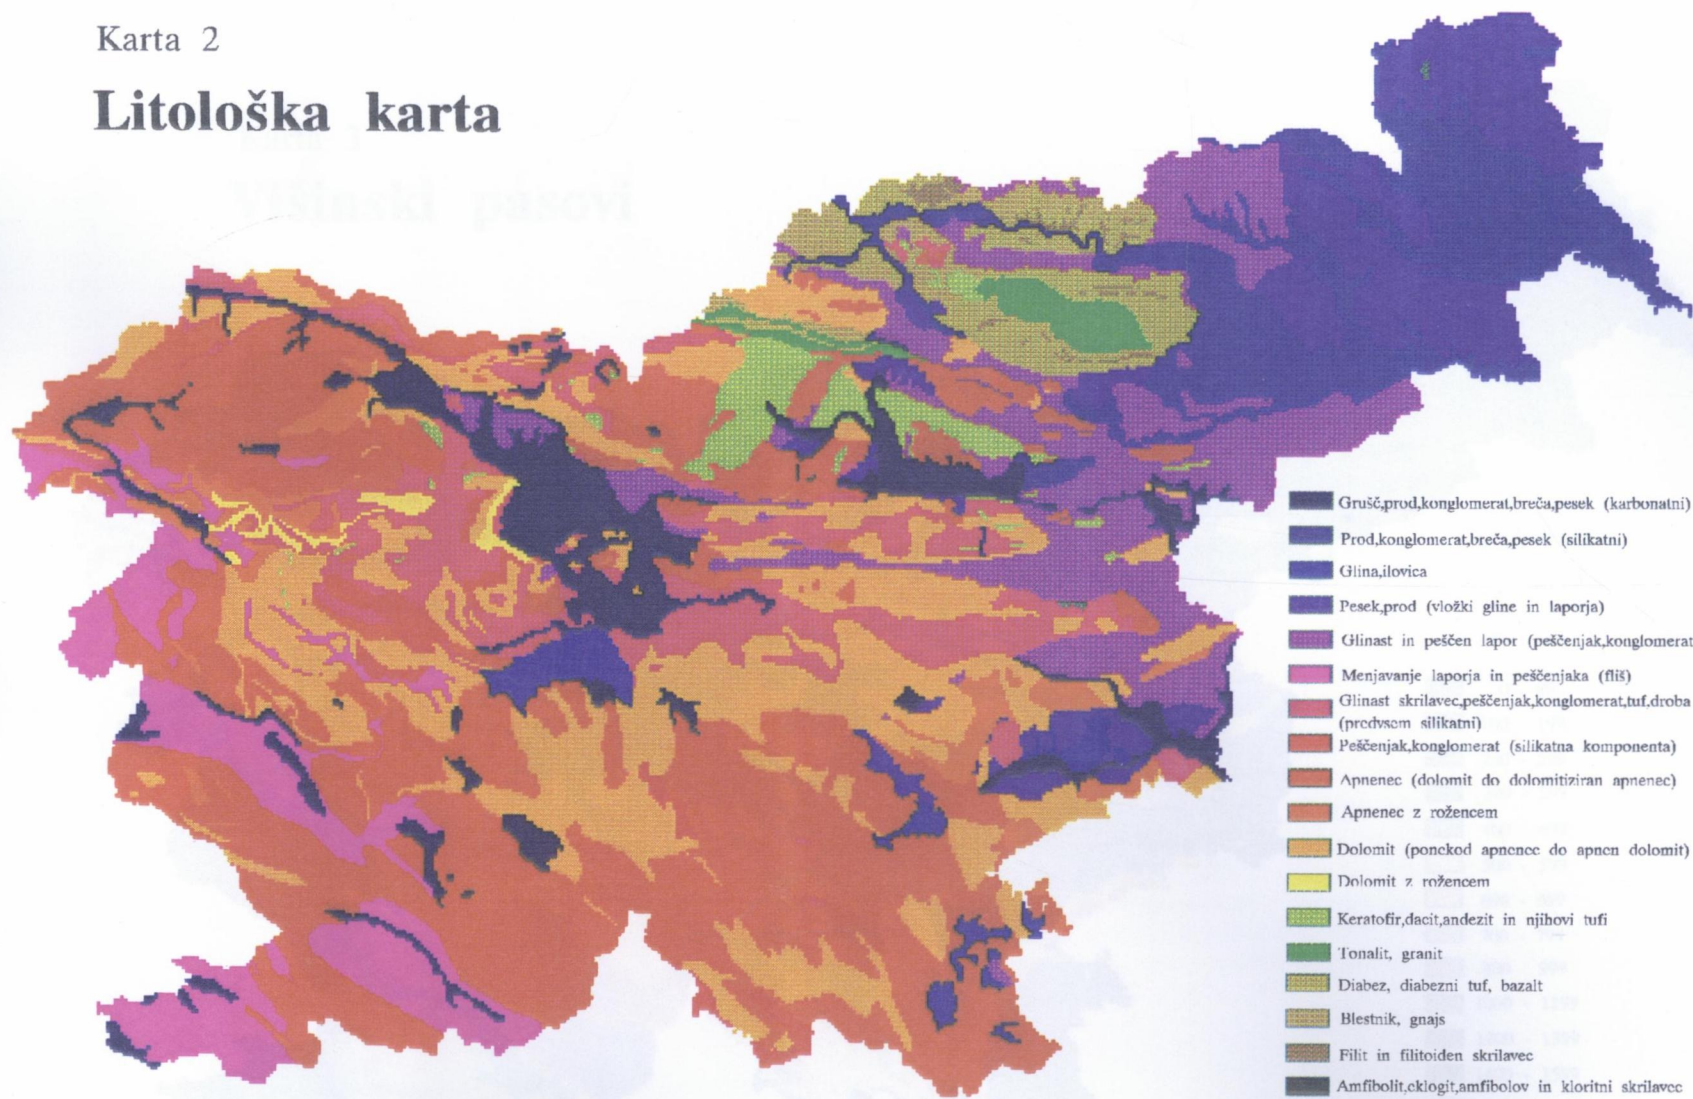 Karta 2
Litološka karta
Višinski pasovi
Grušč,prod,konglomerat,breča,pesek (karbonatni)
Prod,konglomerat,breča,pesek (silikatni)
Glina,ilovica
Pesek,prod (vložki gline in laporja)
Glinast in peščen lapor (peščenjak,konglomerat
Menjavanje laporja in peščenjaka (fliš)
Glinast skrilavec,peščenjak,konglomerat,tuf,droba
(predvsem silikatni)
Peščenjak,konglomerat (silikatna komponenta)
Apnenec (dolomit do dolomitiziran apnenec)
Apnenec z rožencem
Dolomit (ponekod apnenec do apnen dolomit)
Dolomit z rožencem
Keratofir,dacit,andezit in njihovi tufi
Tonalit, granit
Diabez, diabezni tuf, bazalt
Blestnik, gnajs
Filit in filitoiden skrilavec
Amfibolit,eklogit,amfibolov in kloritni skrilavec